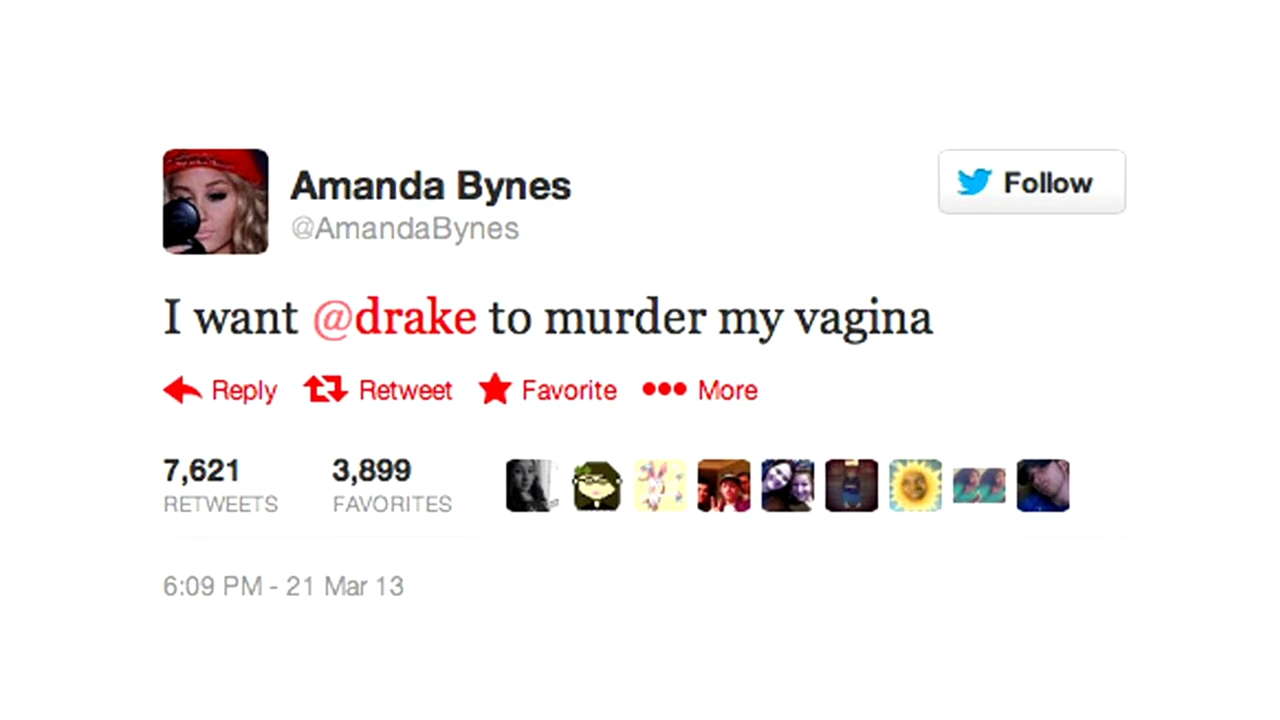 Amanda Bynes
@AmandaBynes
Follow
I want @drake to murder my vagina
Reply Retweet Favorite More
7,621 3,899
RETWEETS FAVORITES
6:09 PM - 21 Mar 13